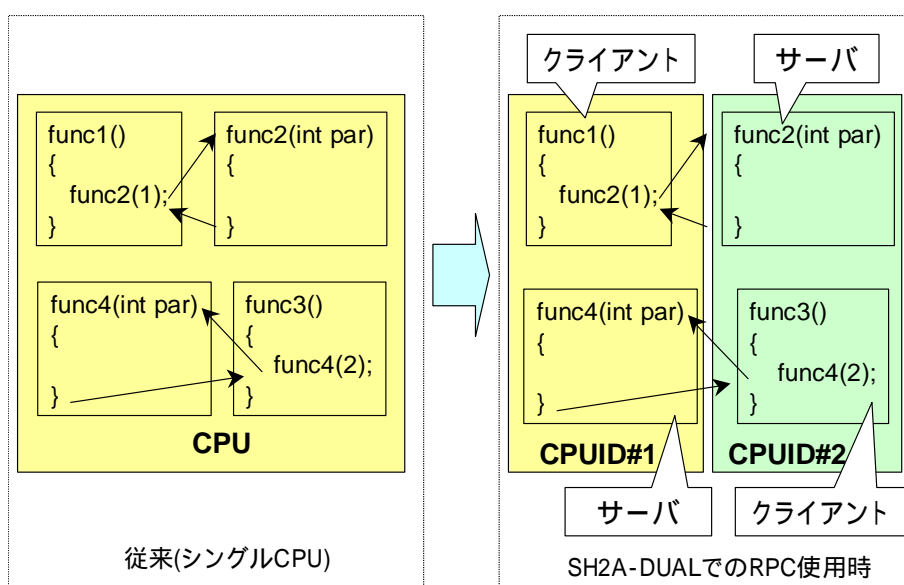 func1()
{
func2(1);
}
func2(int par)
{
}
func4(int par)
{
}
func3()
{
func4(2);
}
CPU
従来(シングルCPU)
クライアント
サーバ
func1()
{
func2(1);
}
func2(int par)
{
}
func4(int par)
{
}
func3()
{
func4(2);
}
CPUID#1
CPUID#2
サーバ
クライアント
SH2A-DUALでのRPC使用時